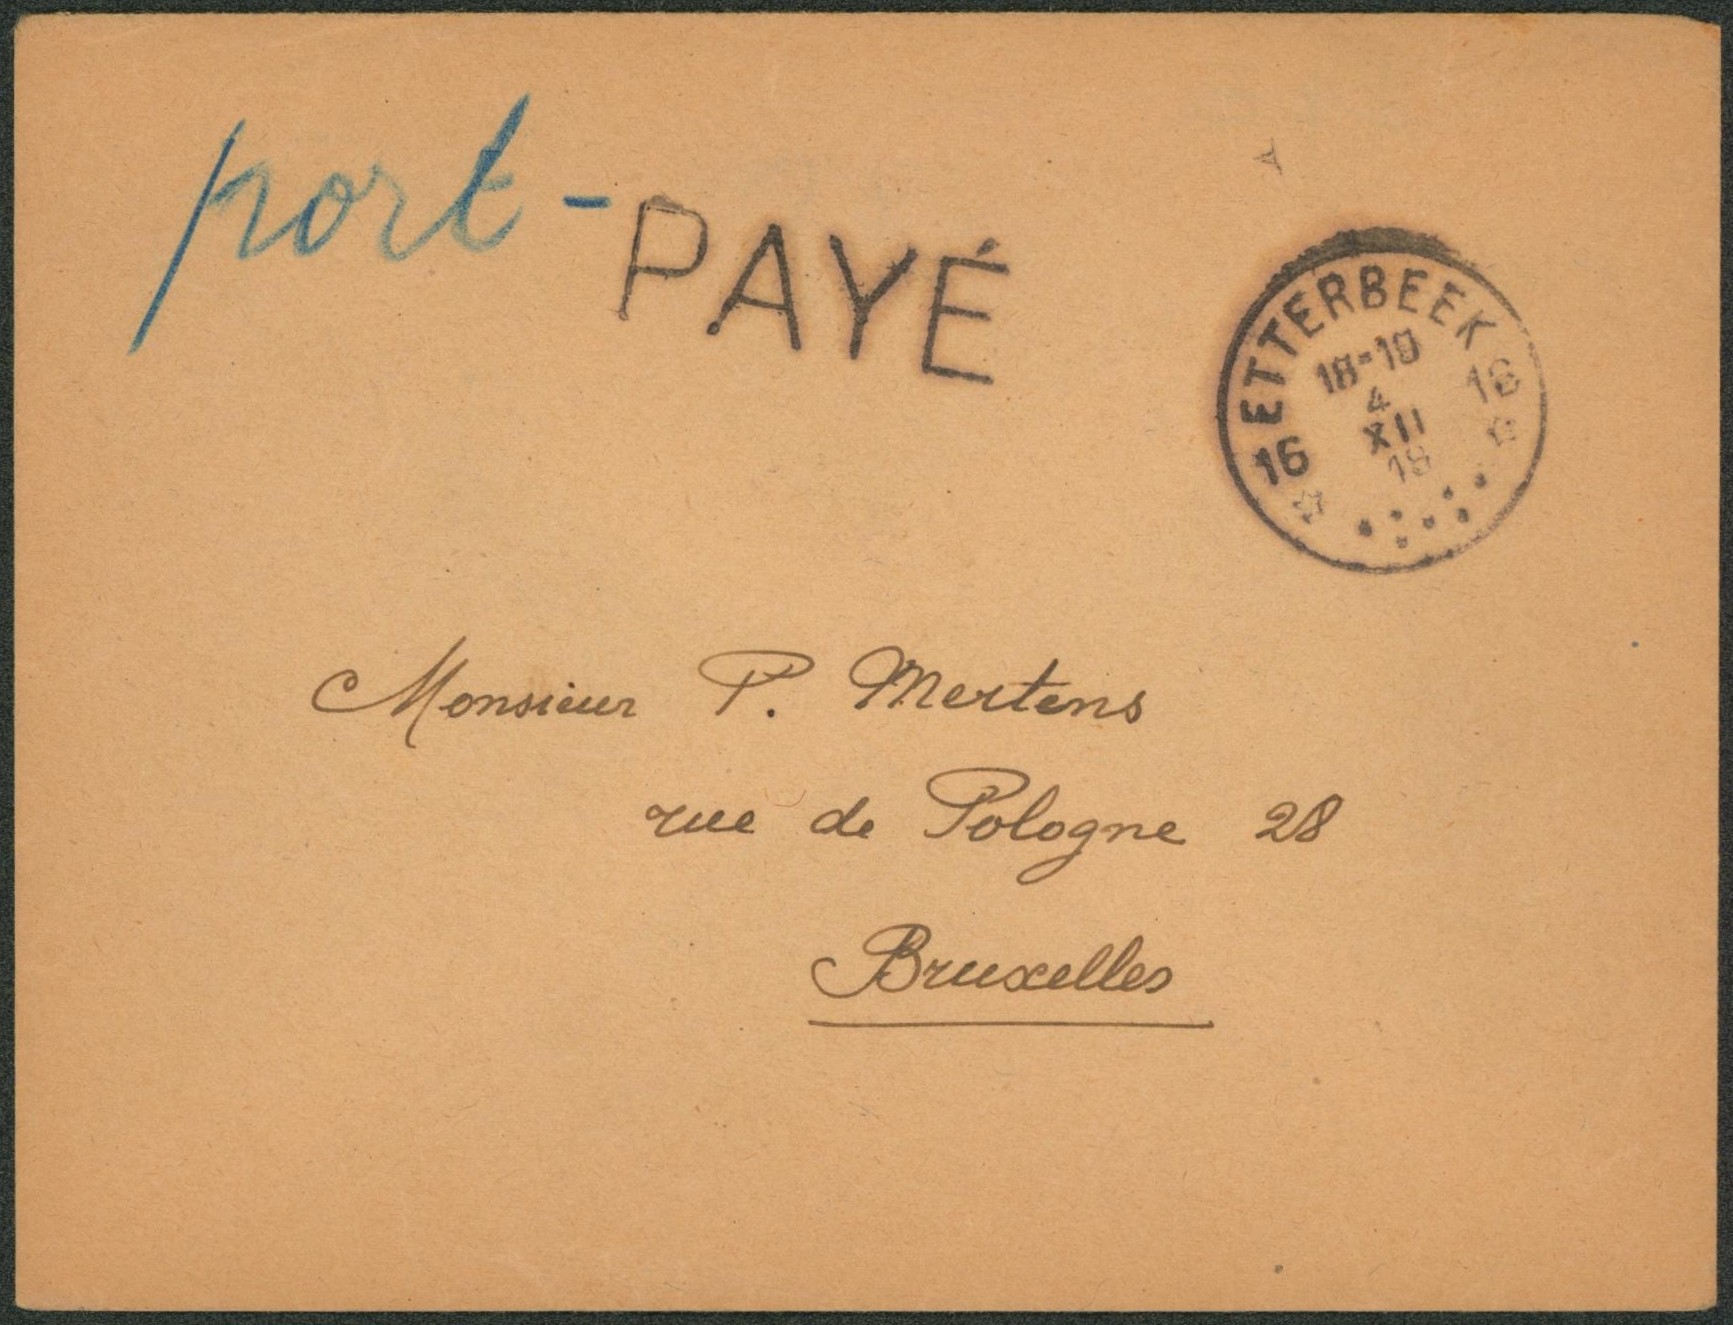 port - PAYÉ
ETTERBEEK
16 16
18-19
4
XII
18
Monsieur P. Mertens
rue de Pologne 28
Bruxelles